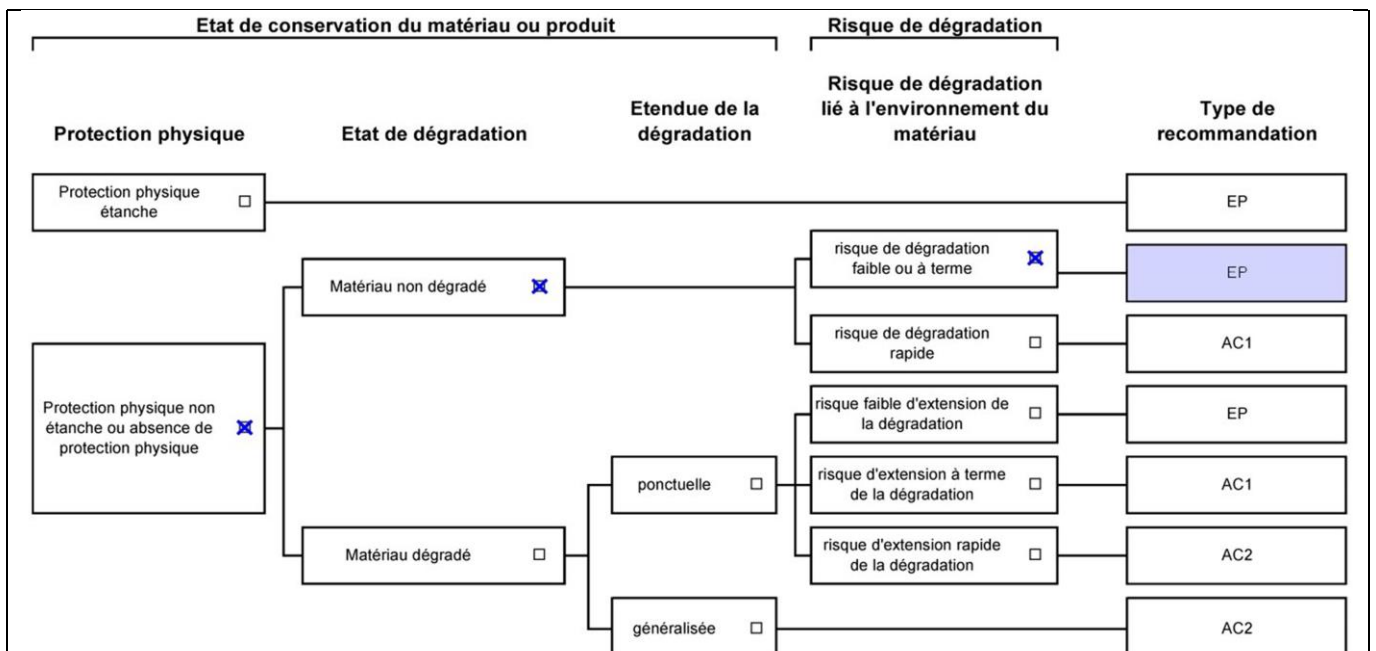 Etat de conservation du matériau ou produit
Risque de dégradation
Protection physique
Etat de dégradation
Etendue de la
dégradation
Risque de dégradation
lié à l'environnement du
matériau
Type de
recommandation
Protection physique
étanche
EP
risque de dégradation
faible ou à terme
EP
Matériau non dégradé
risque de dégradation
rapide
AC1
Protection physique non
étanche ou absence de
protection physique
risque faible d'extension de
la dégradation
EP
ponctuelle
risque d'extension à terme
de la dégradation
AC1
Matériau dégradé
risque d'extension rapide
de la dégradation
AC2
généralisée
AC2